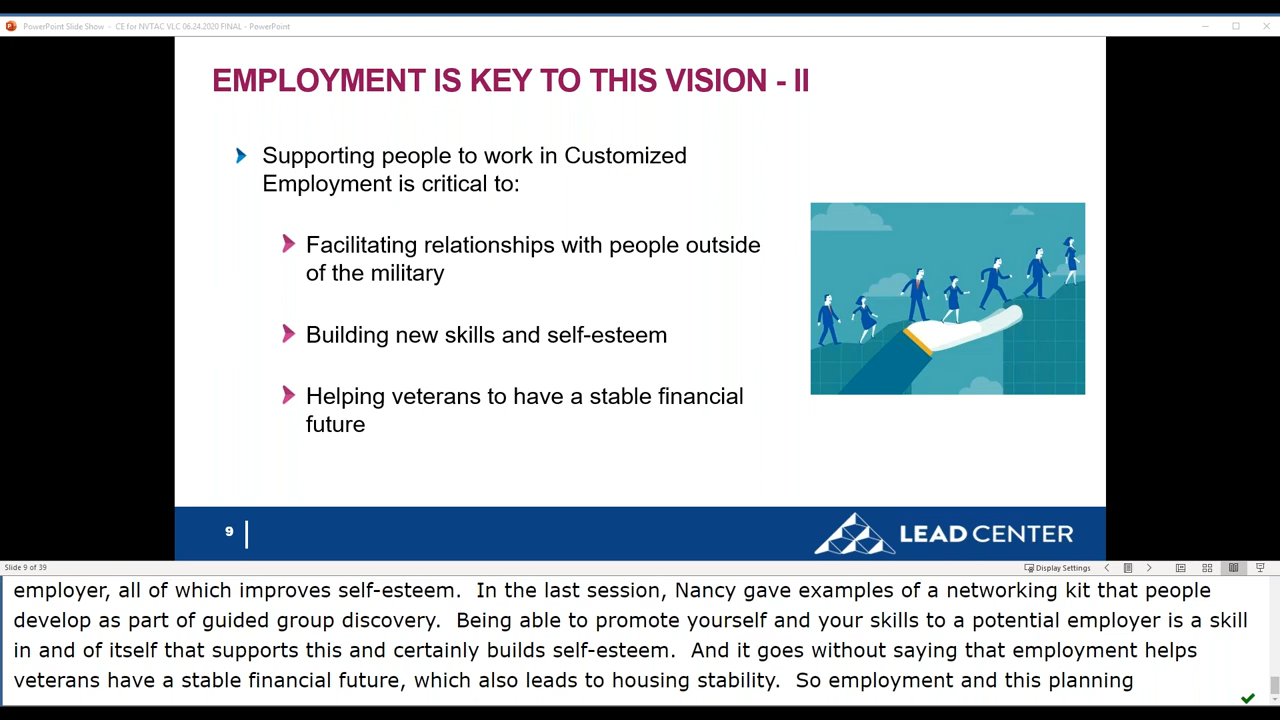 PowerPoint Slide Show - CE for NVTAC VLC 06.24.2020 FINAL - PowerPoint
EMPLOYMENT IS KEY TO THIS VISION - II
Supporting people to work in Customized
Employment is critical to:
Facilitating relationships with people outside
of the military
Building new skills and self-esteem
Helping veterans to have a stable financial
future
9
LEAD CENTER
Slide 9 of 39
Display Settings
employer, all of which improves self-esteem.  In the last session, Nancy gave examples of a networking kit that people
develop as part of guided group discovery.  Being able to promote yourself and your skills to a potential employer is a skill
in and of itself that supports this and certainly builds self-esteem.  And it goes without saying that employment helps
veterans have a stable financial future, which also leads to housing stability.  So employment and this planning